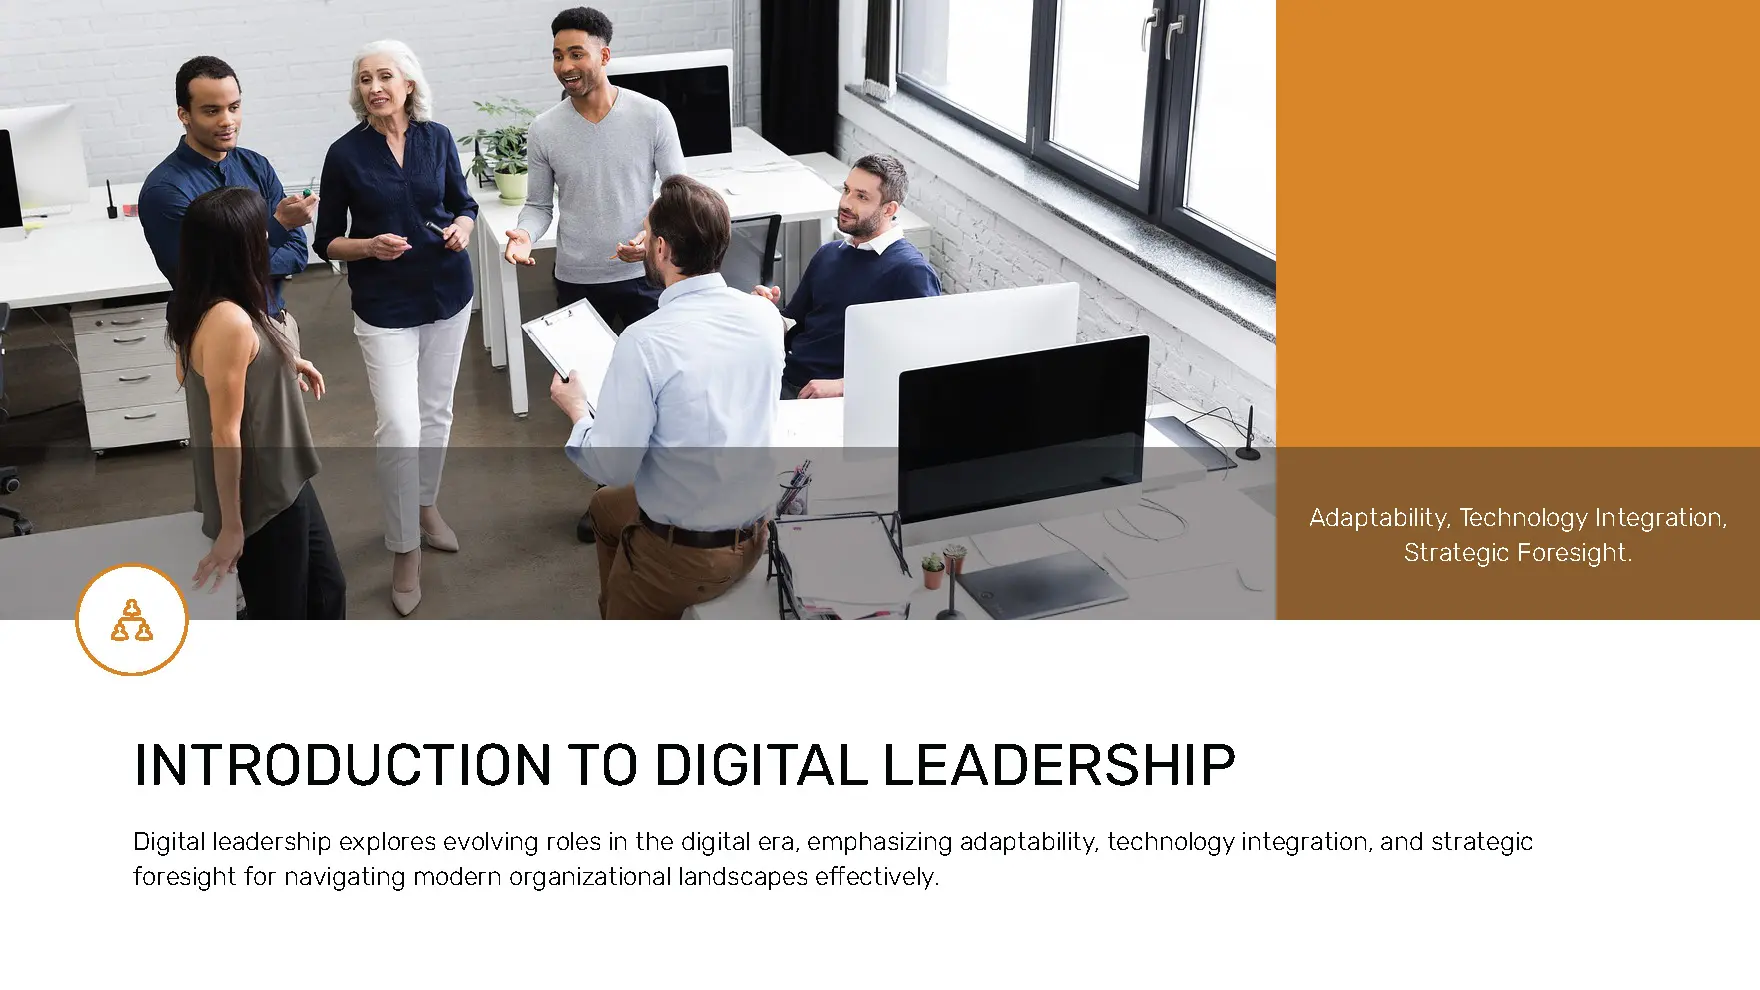 Adaptability, Technology Integration,
Strategic Foresight.
INTRODUCTION TO DIGITAL LEADERSHIP
Digital leadership explores evolving roles in the digital era, emphasizing adaptability, technology integration, and strategic
foresight for navigating modern organizational landscapes effectively.